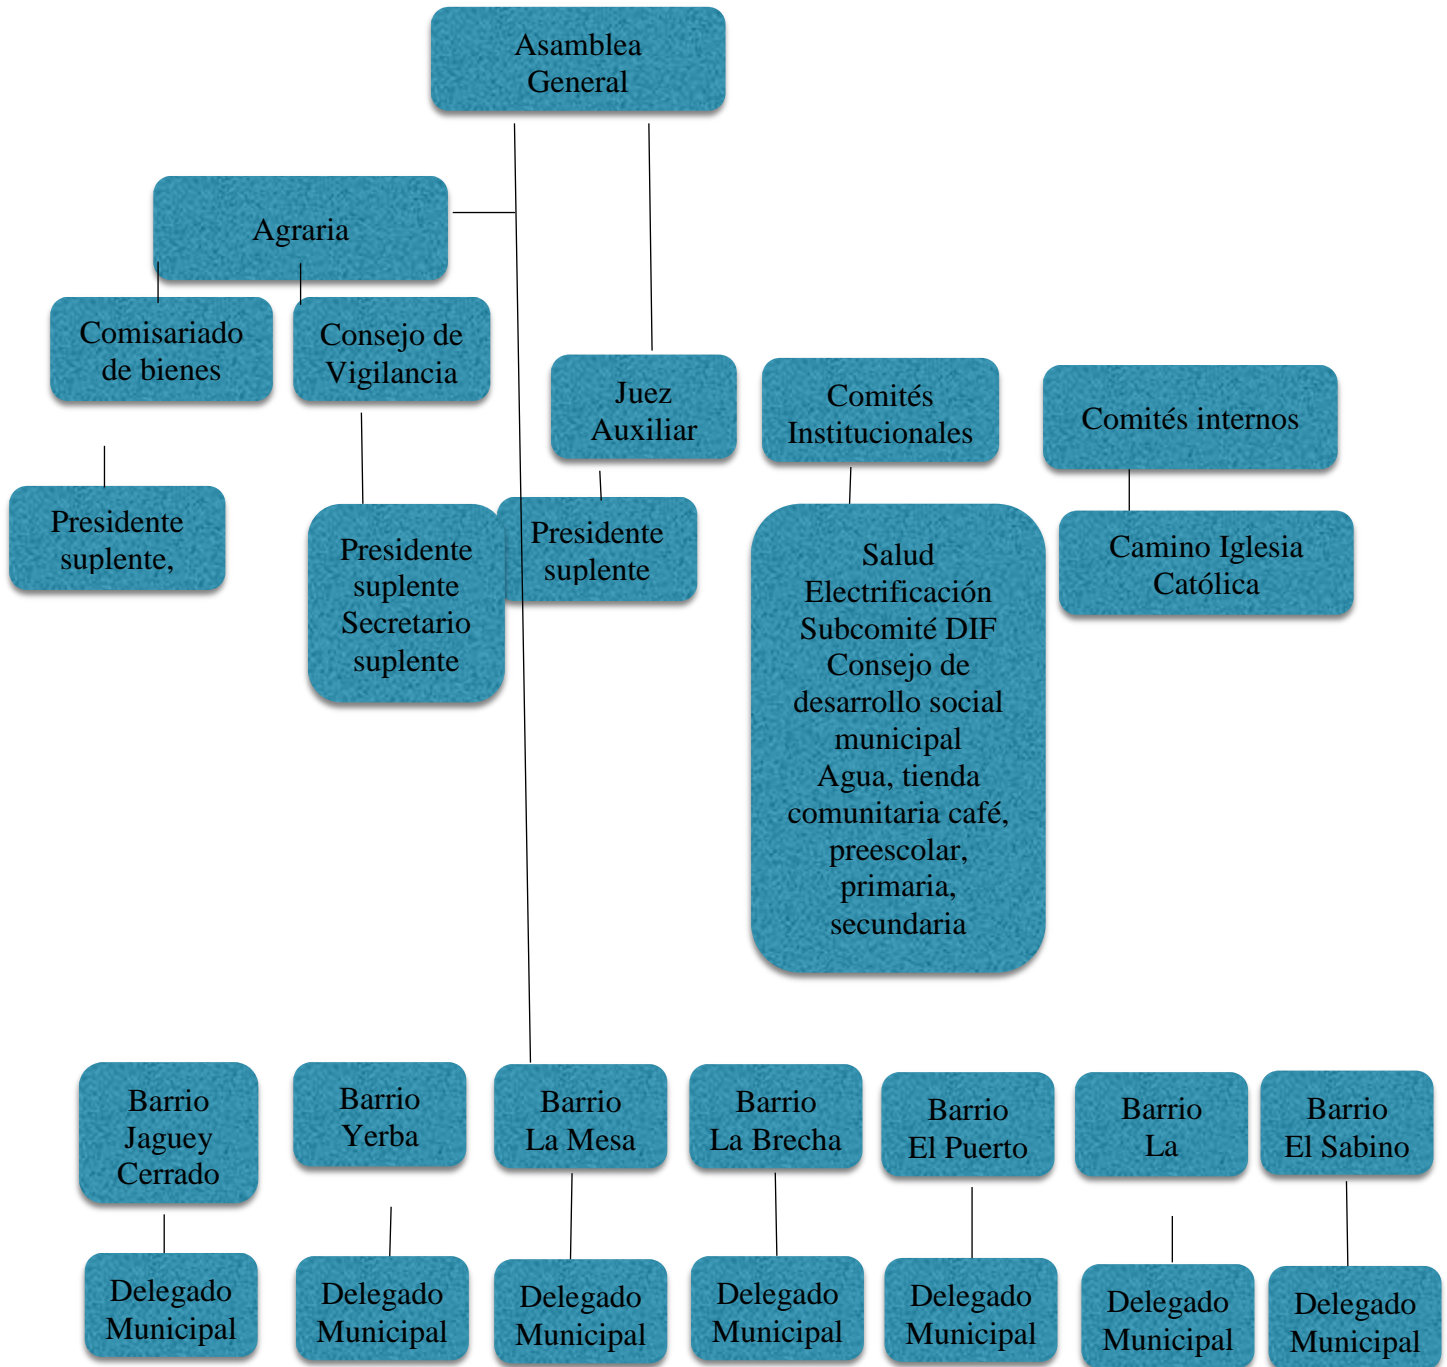 Asamblea
General
Agraria
Comisariado
de bienes
Consejo de
Vigilancia
Juez
Auxiliar
Comités
Institucionales
Comités internos
Presidente
suplente,
Presidente
suplente
Secretario
suplente
Presidente
suplente
Salud
Electrificación
Subcomité DIF
Consejo de
desarrollo social
municipal
Agua, tienda
comunitaria café,
preescolar,
primaria,
secundaria
Camino Iglesia
Católica
Barrio
Jaguey
Cerrado
Barrio
Yerba
Barrio
La Mesa
Barrio
La Brecha
Barrio
El Puerto
Barrio
La
Barrio
El Sabino
Delegado
Municipal
Delegado
Municipal
Delegado
Municipal
Delegado
Municipal
Delegado
Municipal
Delegado
Municipal
Delegado
Municipal